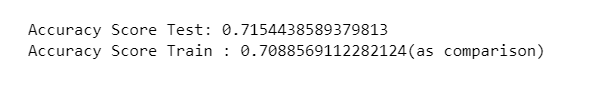 Accuracy Score Test: 0.7154438589379813
Accuracy Score Train : 0.7088569112282124(as comparison)